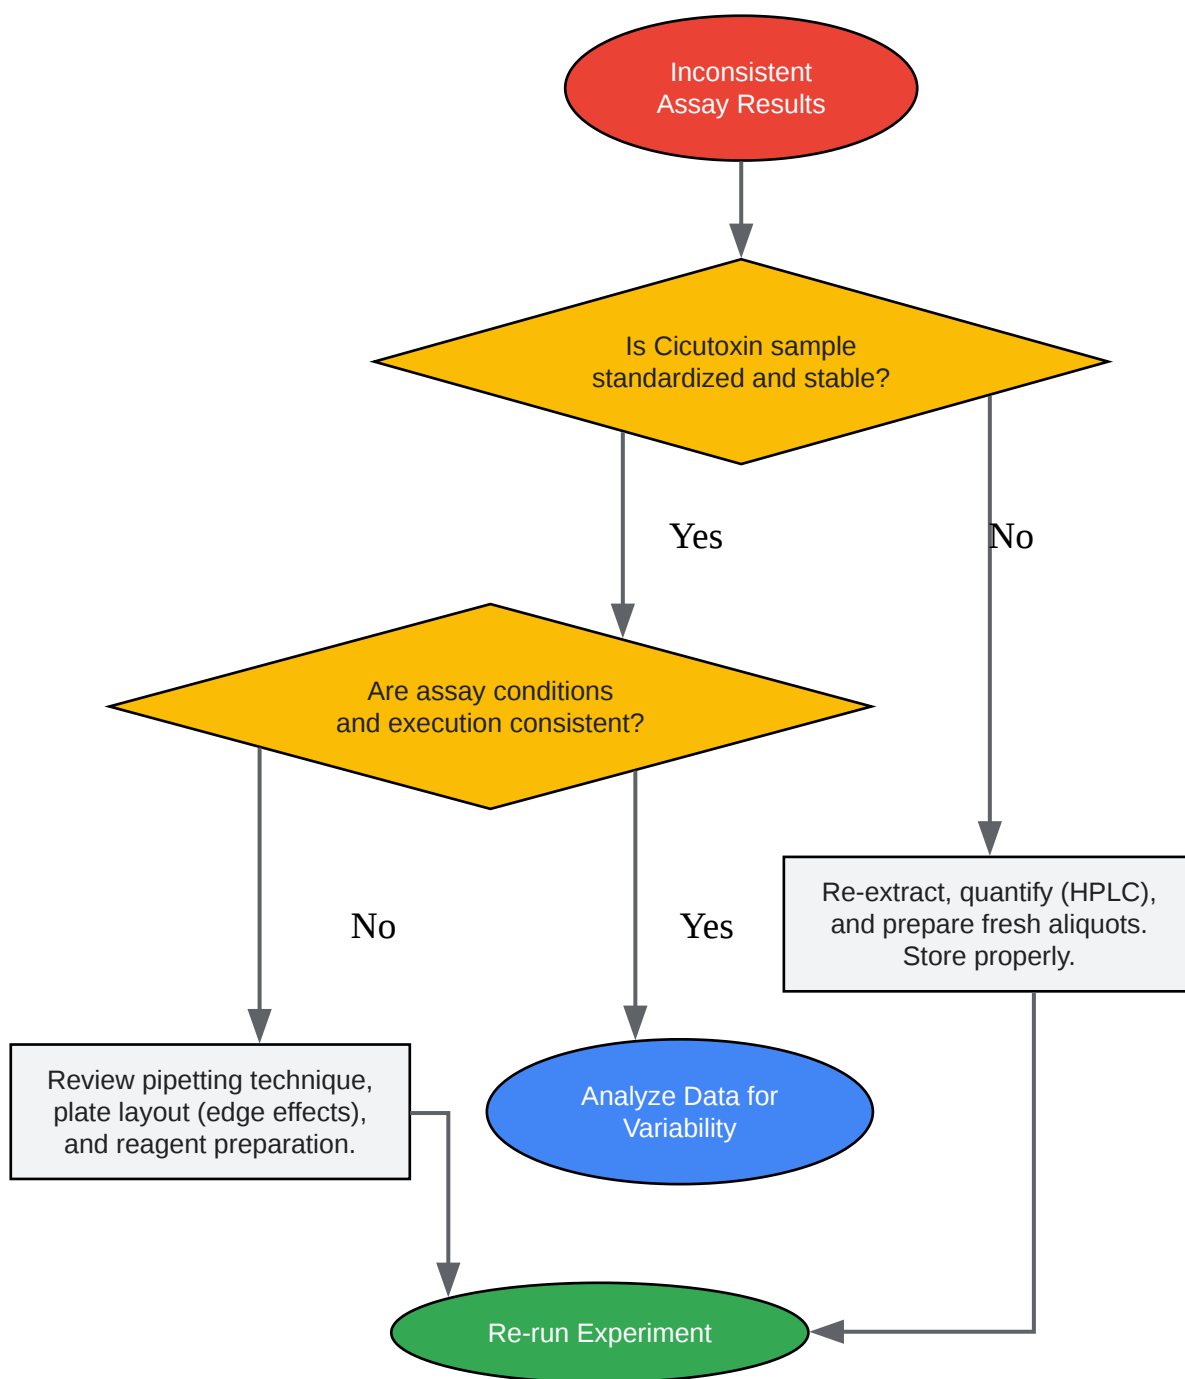 Inconsistent
Assay Results
Is Cicutoxin sample
standardized and stable?
Yes
No
Are assay conditions
and execution consistent?
Re-extract, quantify (HPLC),
and prepare fresh aliquots.
Store properly.
No
Yes
Review pipetting technique,
plate layout (edge effects),
and reagent preparation.
Analyze Data for
Variability
Re-run Experiment